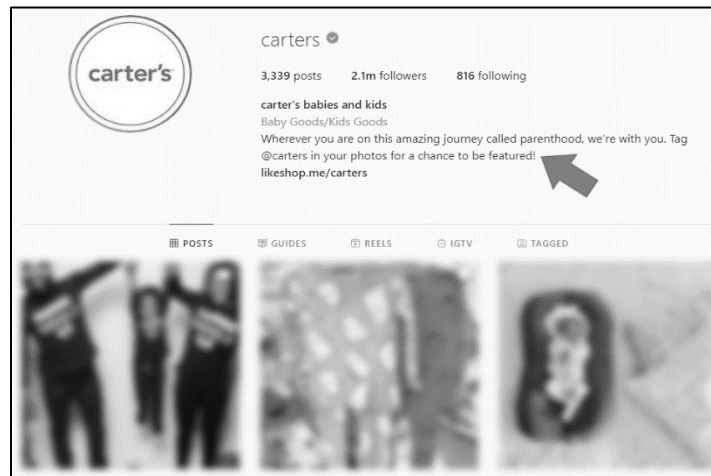 carter's
carters
3,339 posts 2.1m followers 816 following
carter's babies and kids
Baby Goods/Kids Goods
Wherever you are on this amazing journey called parenthood, we're with you. Tag
@carters in your photos for a chance to be featured!
likeshop.me/carters
POSTS GUIDES REELS IGTV TAGGED